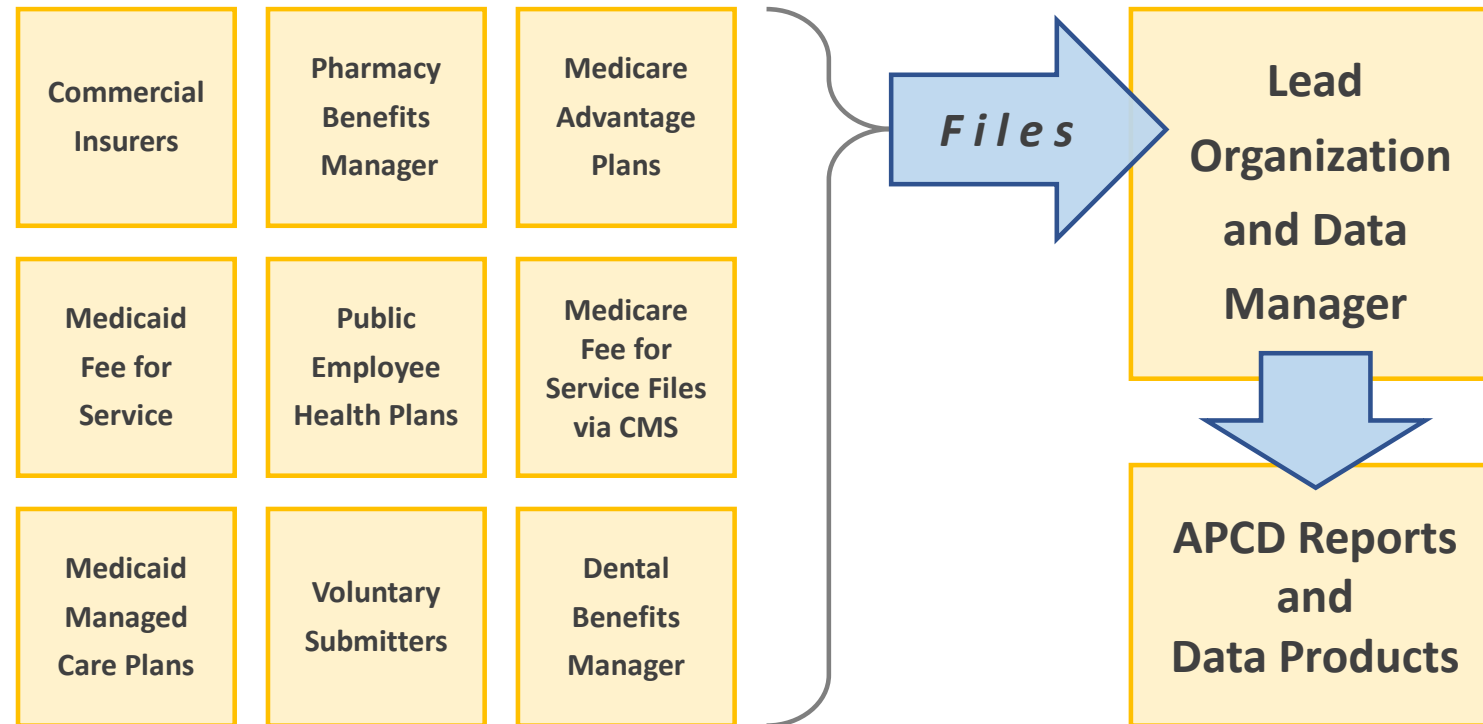 Commercial
Insurers
Pharmacy
Benefits
Manager
Medicare
Advantage
Plans
Medicaid
Fee for
Service
Public
Employee
Health Plans
Medicare
Fee for
Service Files
via CMS
Medicaid
Managed
Care Plans
Voluntary
Submitters
Dental
Benefits
Manager
Files
Lead
Organization
and Data
Manager
APCD Reports
and
Data Products